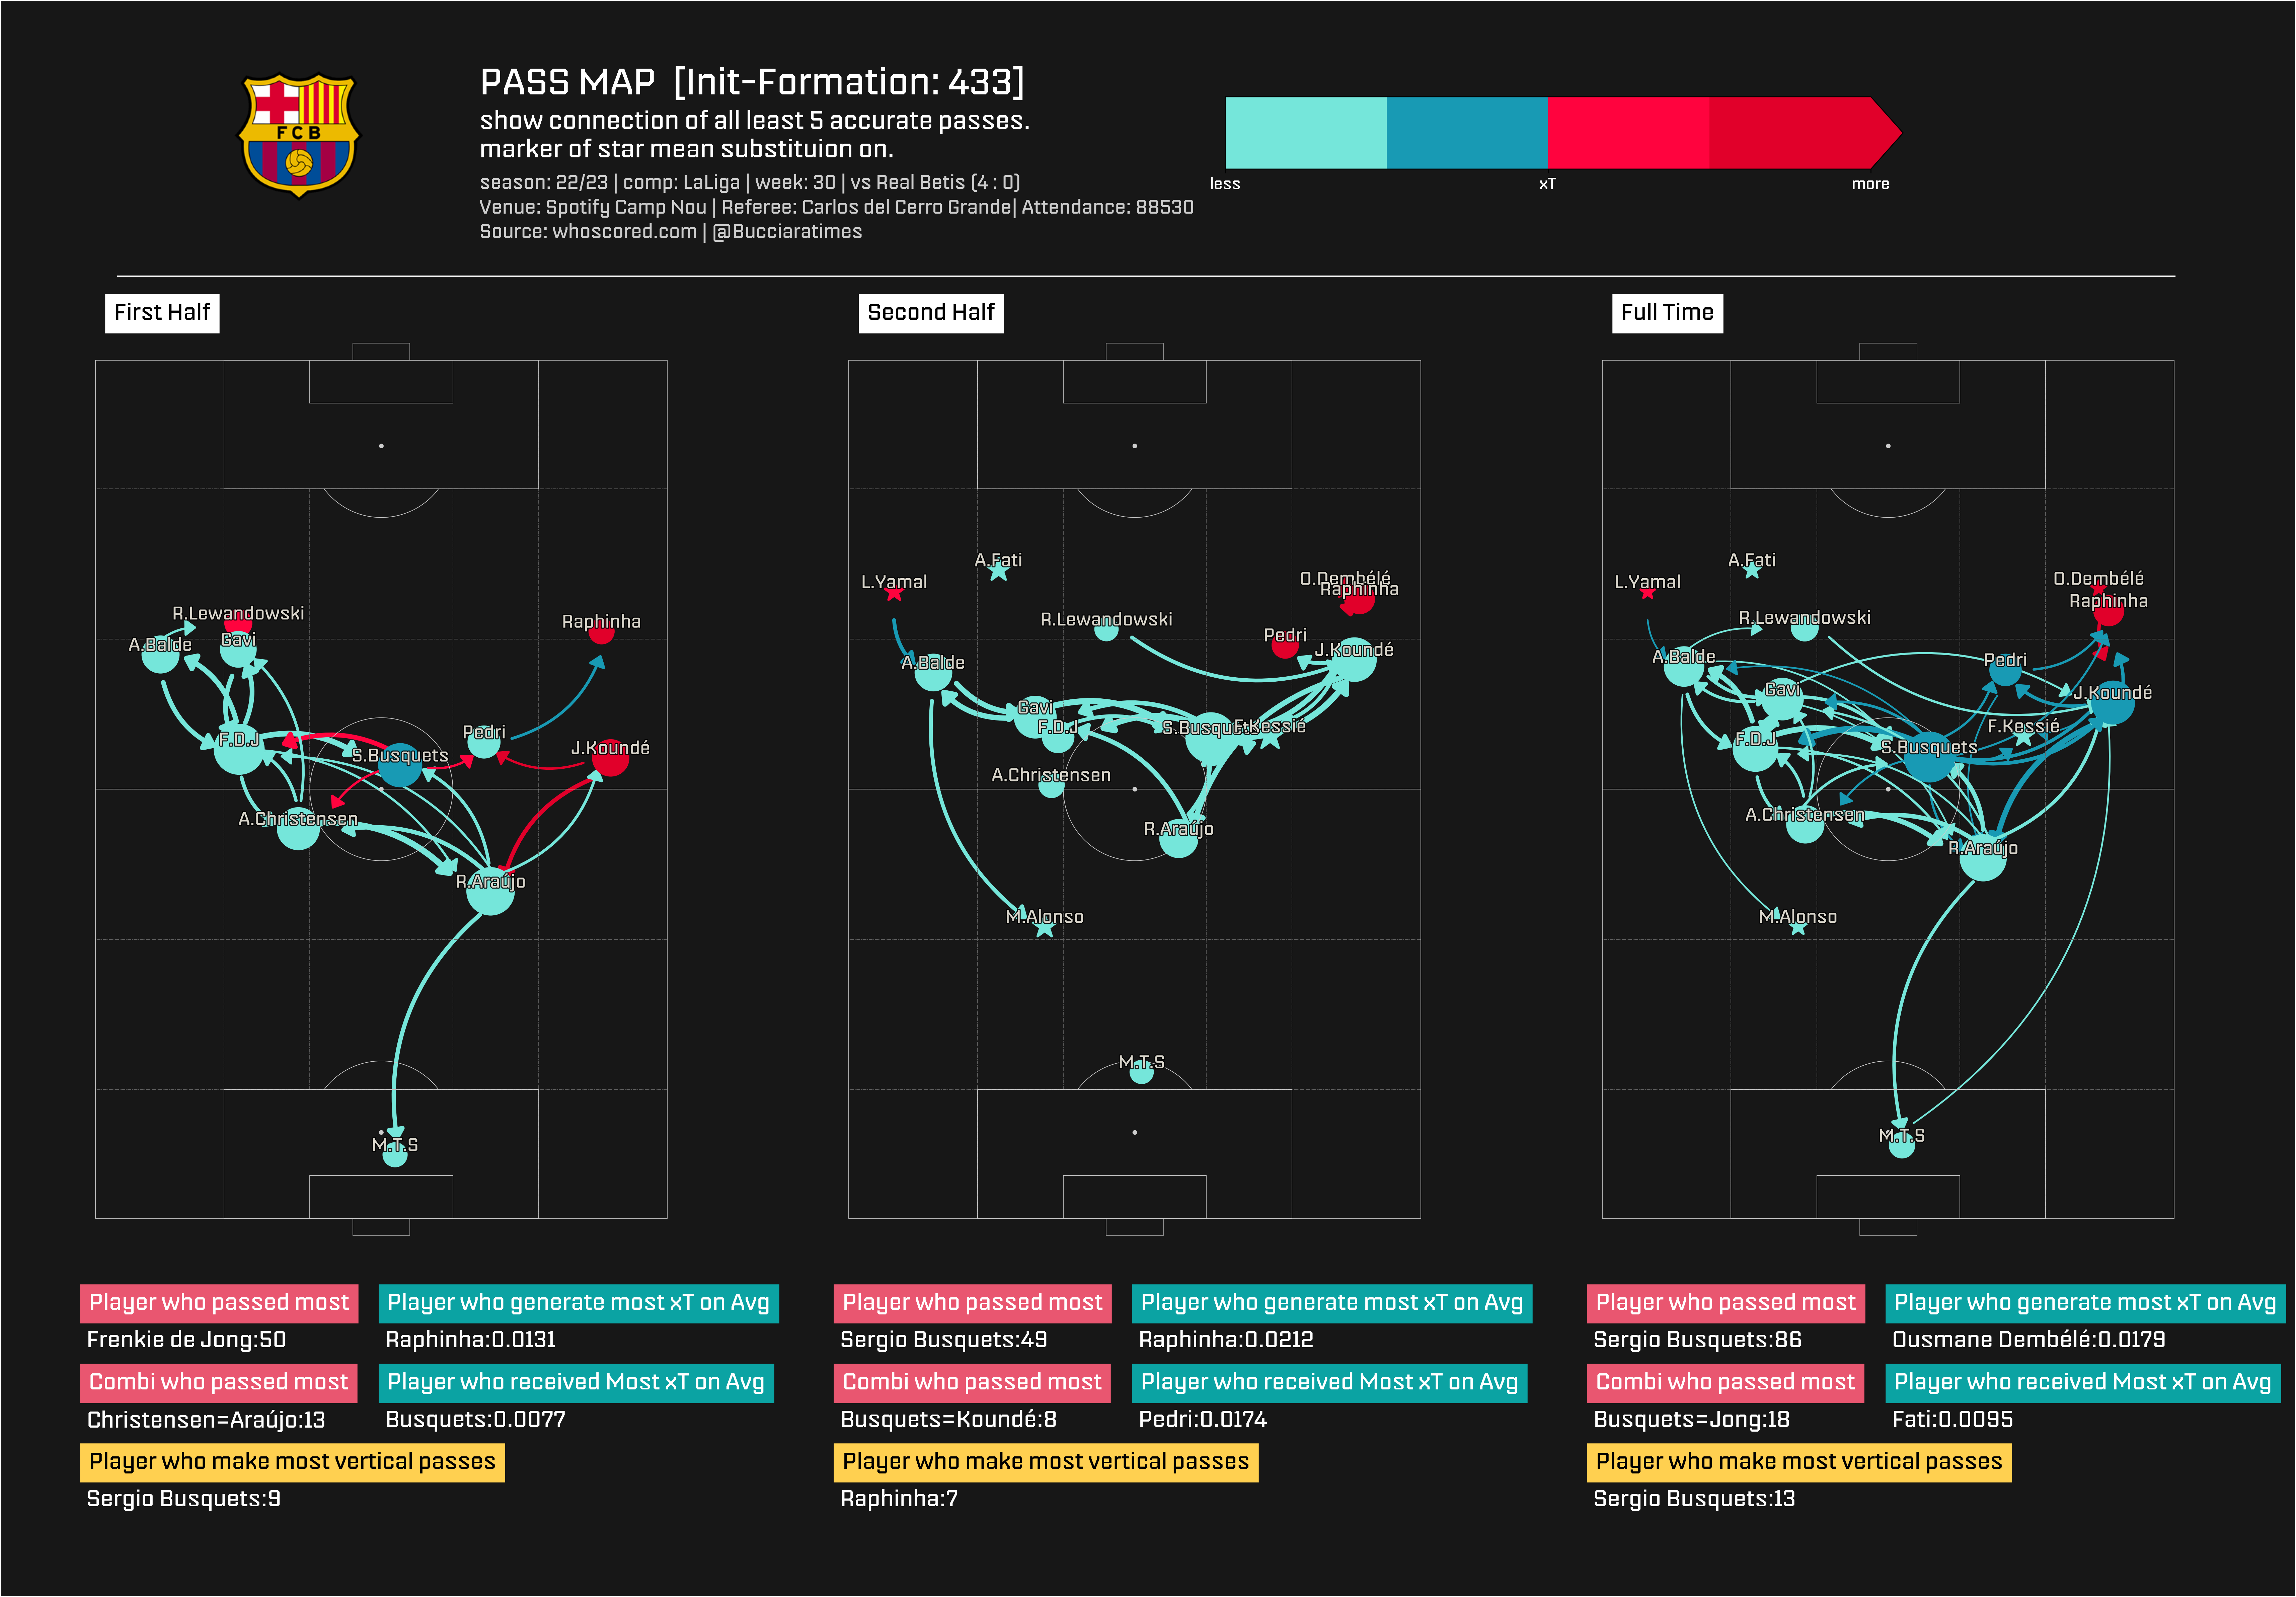 FCB
PASS MAP [Init-Formation: 433]
show connection of all least 5 accurate passes.
marker of star mean substituion on.
season: 22/23 | comp: LaLiga | week: 30 | vs Real Betis (4 : 0)
Venue: Spotify Camp Nou | Referee: Carlos del Cerro Grande| Attendance: 88530
Source: whoscored.com | @Bucciaratimes
less xT more
First Half
R.Lewandowski
Raphinha
A.Balde
Gavi
F.D.J
Pedri
S.Busquets
J.Koundé
A.Christensen
R.Araújo
M.T.S
Second Half
A.Fati
L.Yamal
O.Dembélé
Raphinha
R.Lewandowski
Pedri
J.Koundé
A.Balde
Gavi
F.D.J
S.Busquets
F.Kessié
A.Christensen
R.Araújo
M.Alonso
M.T.S
Full Time
A.Fati
L.Yamal
O.Dembélé
Raphinha
R.Lewandowski
A.Balde
Pedri
Gavi
J.Koundé
F.Kessié
F.D.J
S.Busquets
A.Christensen
R.Araújo
M.Alonso
M.T.S
Player who passed most
Player who generate most xT on Avg
Frenkie de Jong:50
Raphinha:0.0131
Combi who passed most
Player who received Most xT on Avg
Christensen=Araújo:13
Busquets:0.0077
Player who make most vertical passes
Sergio Busquets:9
Player who passed most
Player who generate most xT on Avg
Sergio Busquets:49
Raphinha:0.0212
Combi who passed most
Player who received Most xT on Avg
Busquets=Koundé:8
Pedri:0.0174
Player who make most vertical passes
Raphinha:7
Player who passed most
Player who generate most xT on Avg
Sergio Busquets:86
Ousmane Dembélé:0.0179
Combi who passed most
Player who received Most xT on Avg
Busquets=Jong:18
Fati:0.0095
Player who make most vertical passes
Sergio Busquets:13